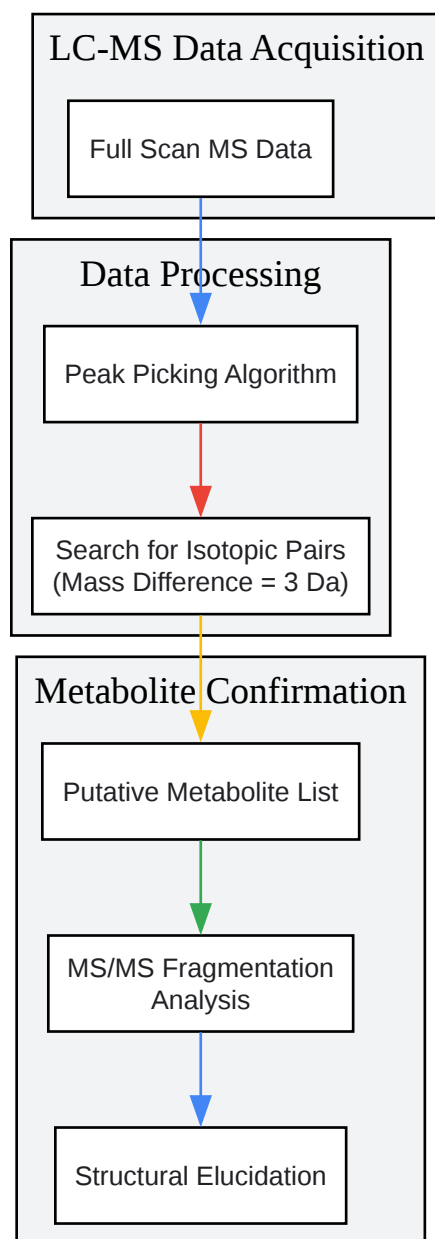 LC-MS Data Acquisition
Full Scan MS Data
Data Processing
Peak Picking Algorithm
Search for Isotopic Pairs
(Mass Difference = 3 Da)
Metabolite Confirmation
Putative Metabolite List
MS/MS Fragmentation
Analysis
Structural Elucidation